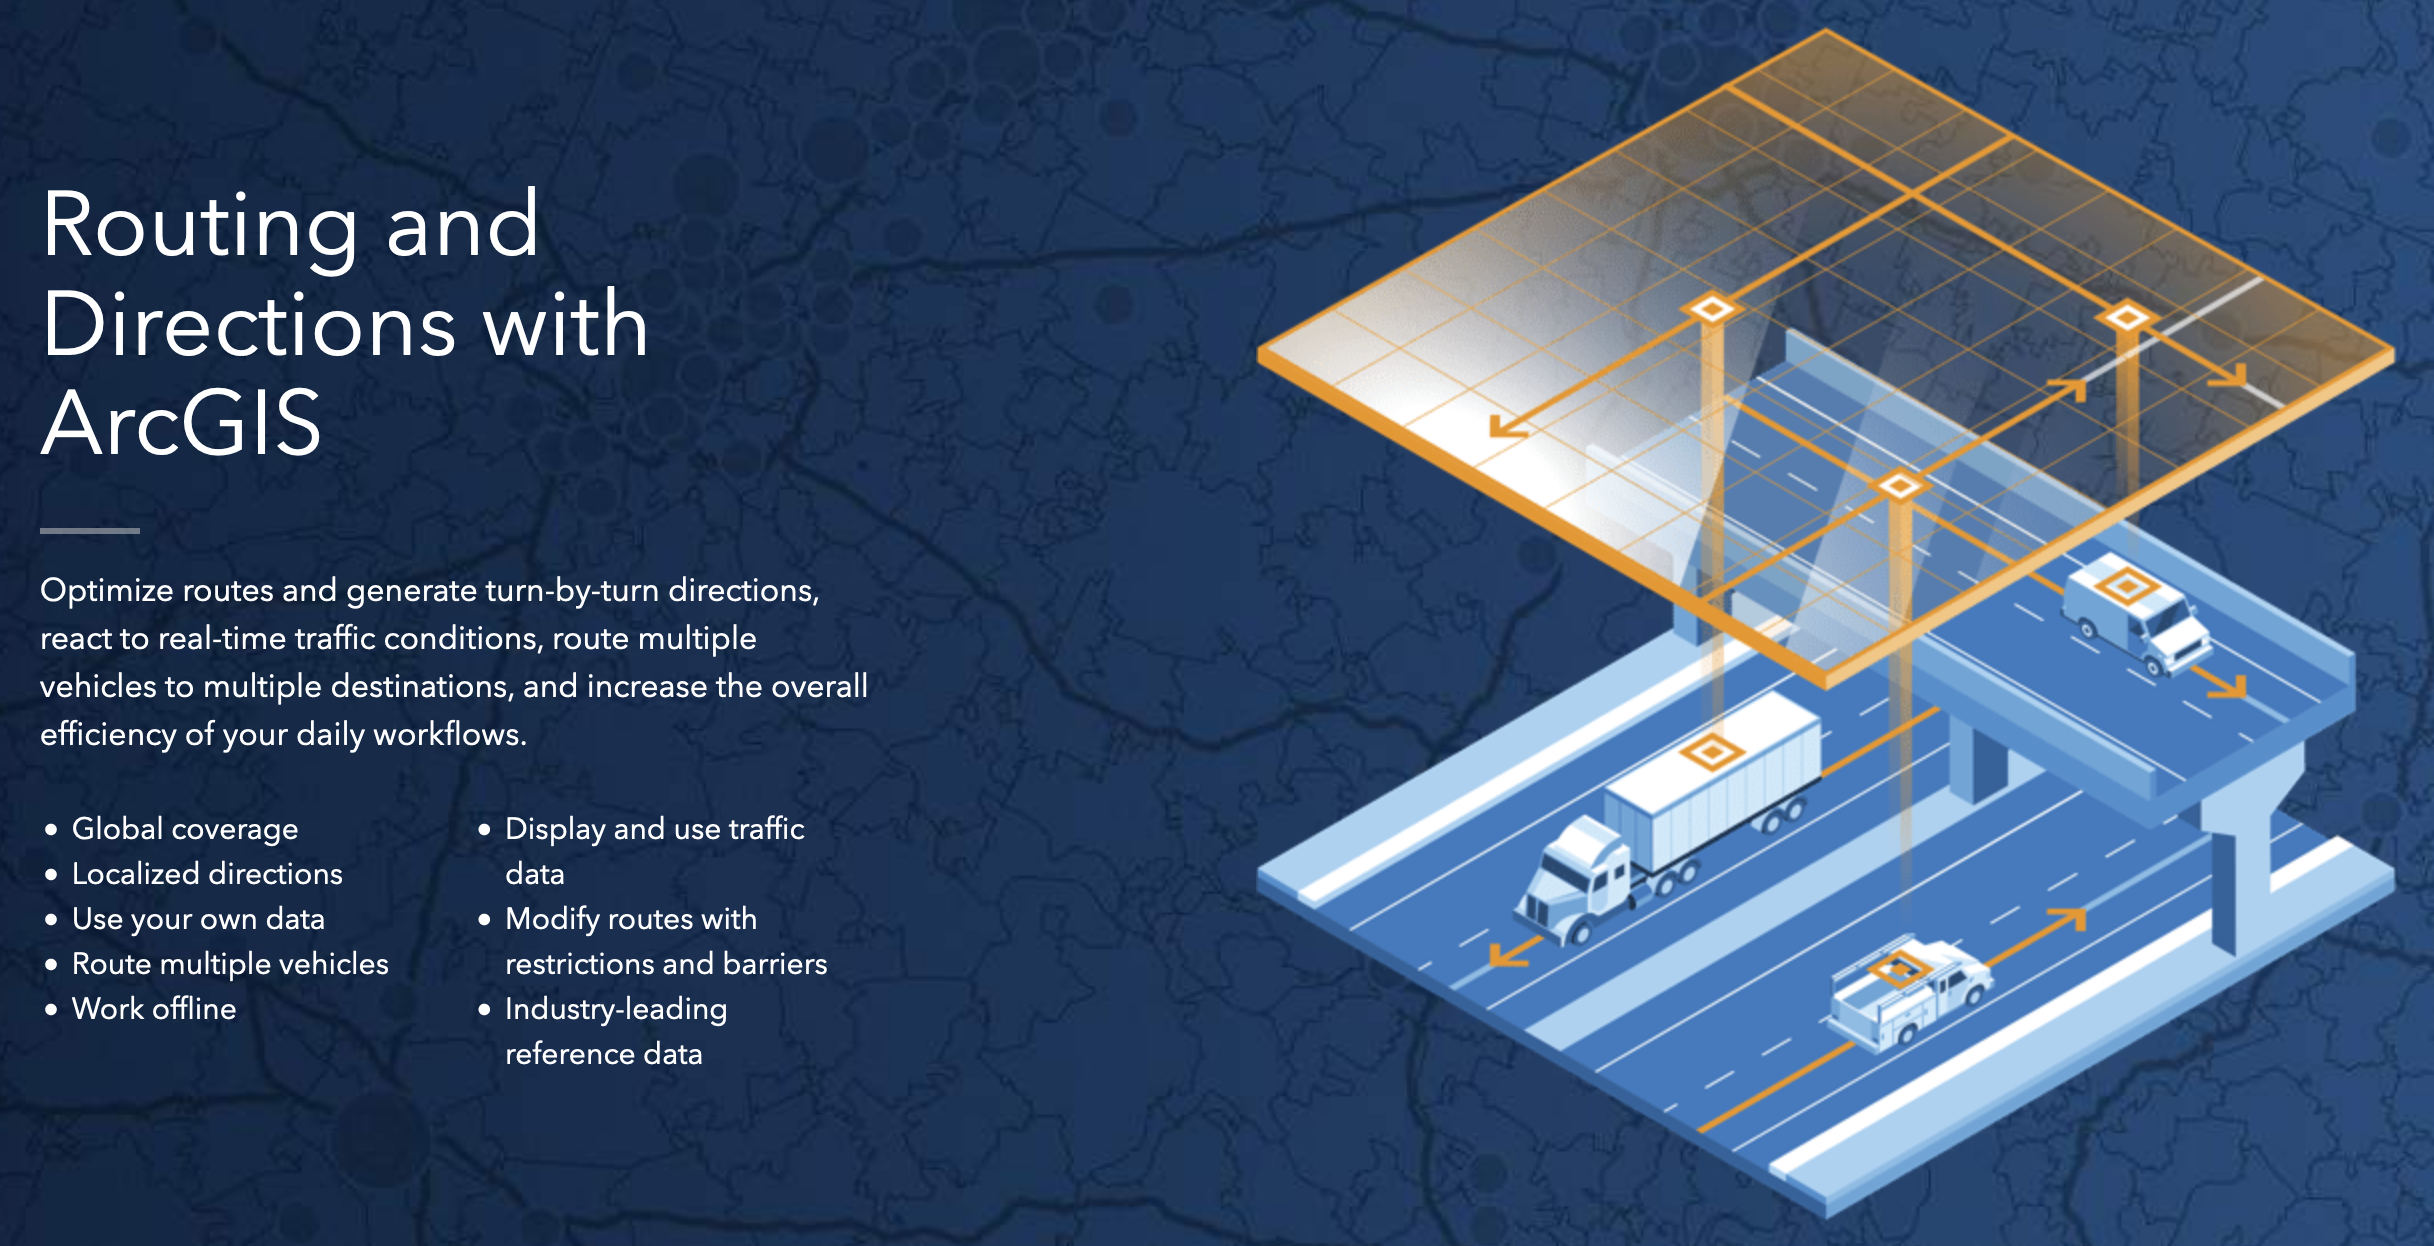 Routing and
Directions with
ArcGIS
Optimize routes and generate turn-by-turn directions,
react to real-time traffic conditions, route multiple
vehicles to multiple destinations, and increase the overall
efficiency of your daily workflows.
• Global coverage
• Localized directions
• Use your own data
• Route multiple vehicles
• Work offline
• Display and use traffic
data
• Modify routes with
restrictions and barriers
• Industry-leading
reference data